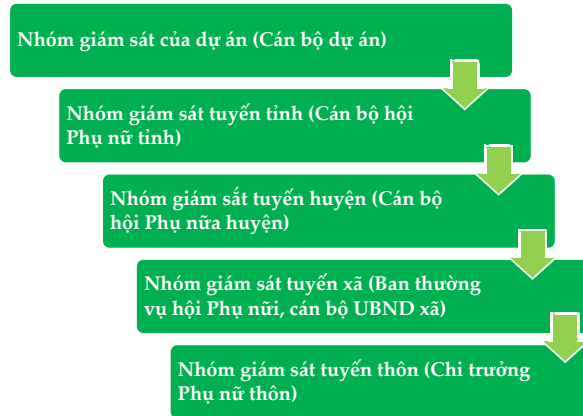 Nhóm giám sát của dự án (Cán bộ dự án)
Nhóm giám sát tuyến tỉnh (Cán bộ hội
Phụ nữ tỉnh)
Nhóm giám sắt tuyến huyện (Cán bộ
hội Phụ nữa huyện)
Nhóm giám sát tuyến xã (Ban thường
vụ hội Phụ nữi, cán bộ UBND xã)
Nhóm giám sát tuyến thôn (Chi trưởng
Phụ nữ thôn)